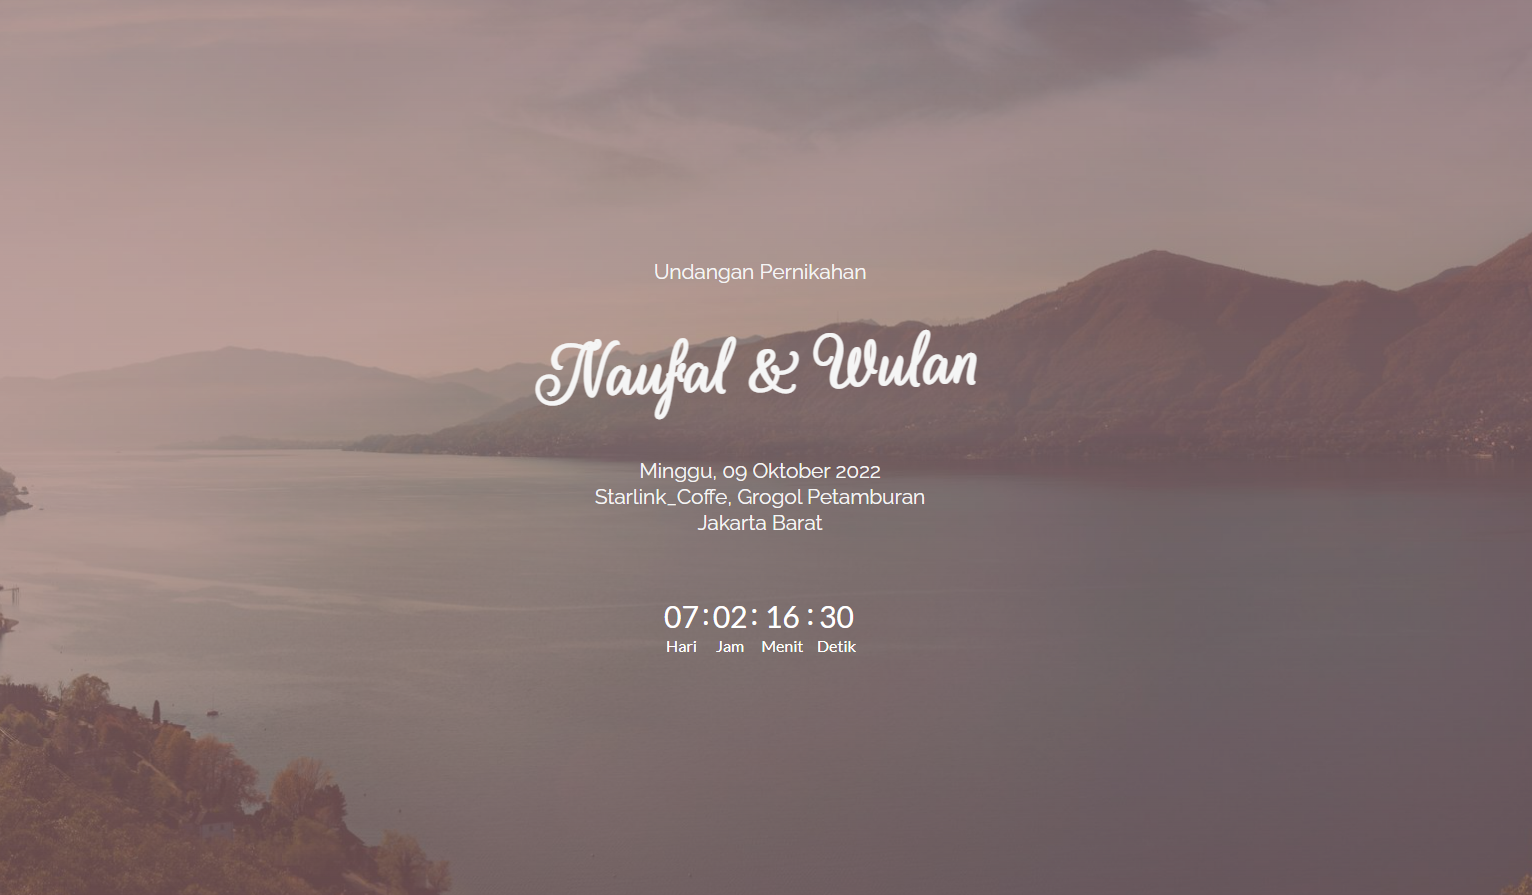 Undangan Pernikahan
Naufal & Wulan
Minggu, 09 Oktober 2022
Starlink_Coffe, Grogol Petamburan
Jakarta Barat
07 : 02 : 16 : 30
Hari Jam Menit Detik